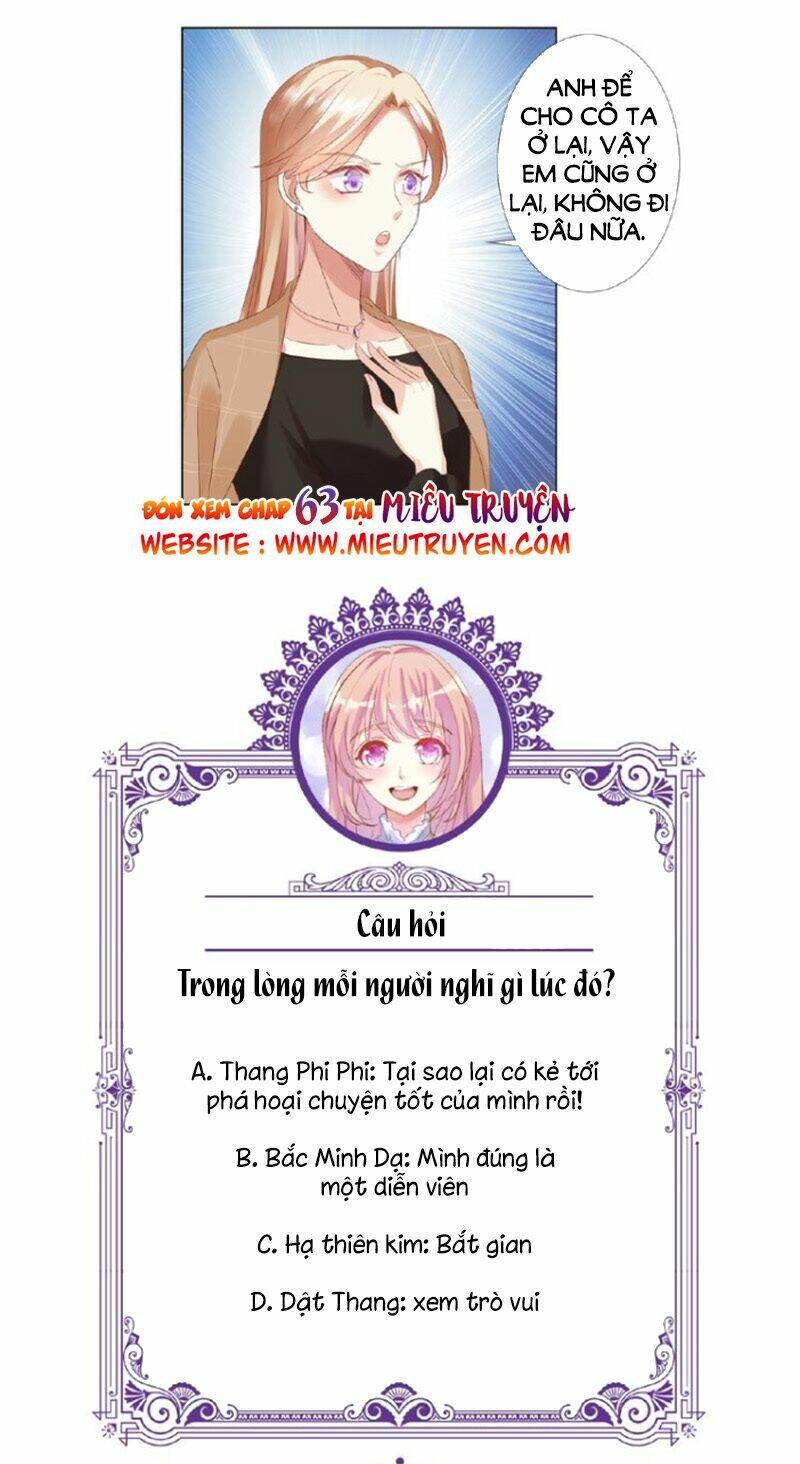 ANH ĐỂ
CHO CÔ TA
Ở LẠI, VẬY
EM CŨNG Ở
LẠI, KHÔNG ĐI
ĐÂU NỮA.
ĐÓN XEM CHAP 63 TẠI MIÊU TRUYỆN
WEBSITE : WWW.MIEUTRUYEN.COM
Câu hỏi
Trong lòng mỗi người nghĩ gì lúc đó?
A. Thang Phi Phi: Tại sao lại có kẻ tới
phá hoại chuyện tốt của mình rồi!
B. Bắc Minh Dạ: Mình đúng là
một diễn viên
C. Hạ thiên kim: Bắt gian
D. Dật Thang: xem trò vui